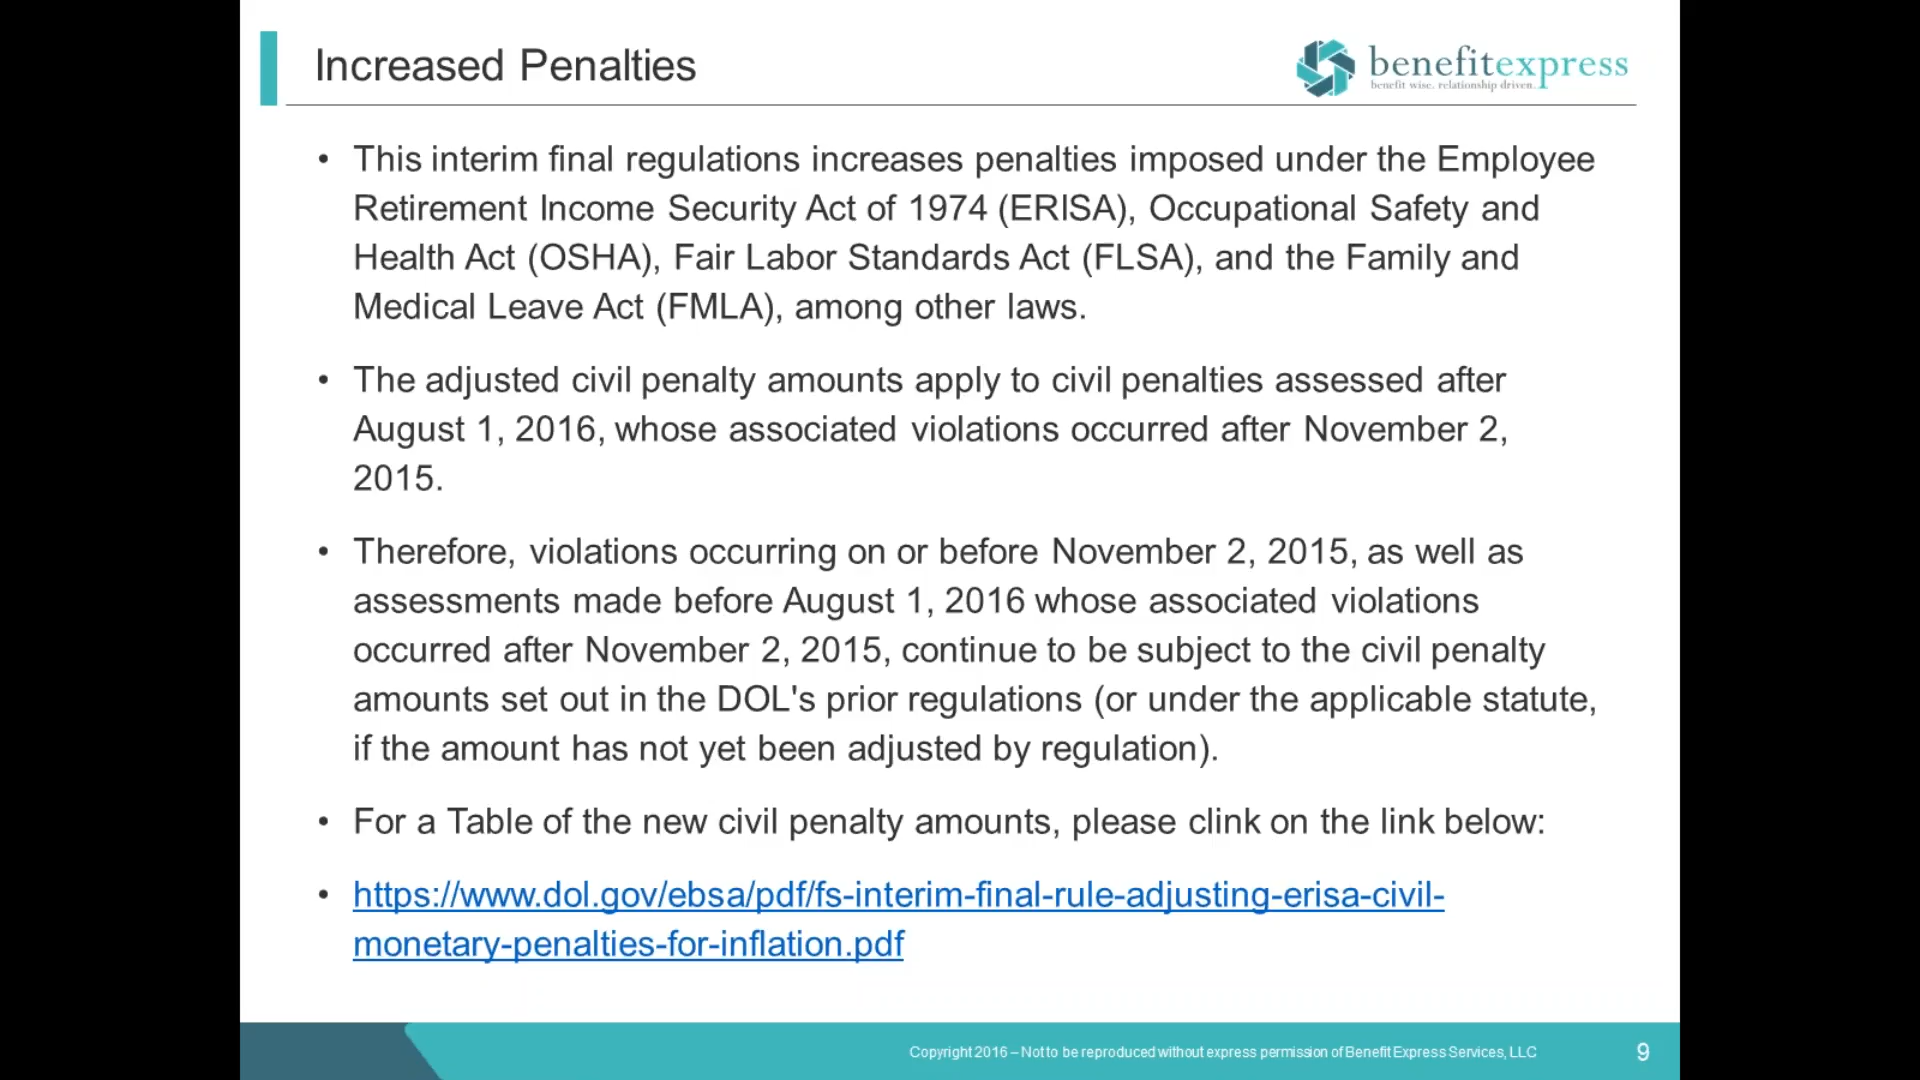 Increased Penalties
benefitexpress
benefit wise. relationship driven.
• This interim final regulations increases penalties imposed under the Employee
Retirement Income Security Act of 1974 (ERISA), Occupational Safety and
Health Act (OSHA), Fair Labor Standards Act (FLSA), and the Family and
Medical Leave Act (FMLA), among other laws.
• The adjusted civil penalty amounts apply to civil penalties assessed after
August 1, 2016, whose associated violations occurred after November 2,
2015.
• Therefore, violations occurring on or before November 2, 2015, as well as
assessments made before August 1, 2016 whose associated violations
occurred after November 2, 2015, continue to be subject to the civil penalty
amounts set out in the DOL's prior regulations (or under the applicable statute,
if the amount has not yet been adjusted by regulation).
• For a Table of the new civil penalty amounts, please clink on the link below:
• https://www.dol.gov/ebsa/pdf/fs-interim-final-rule-adjusting-erisa-civil-
monetary-penalties-for-inflation.pdf
Copyright 2016 – Not to be reproduced without express permission of Benefit Express Services, LLC
9